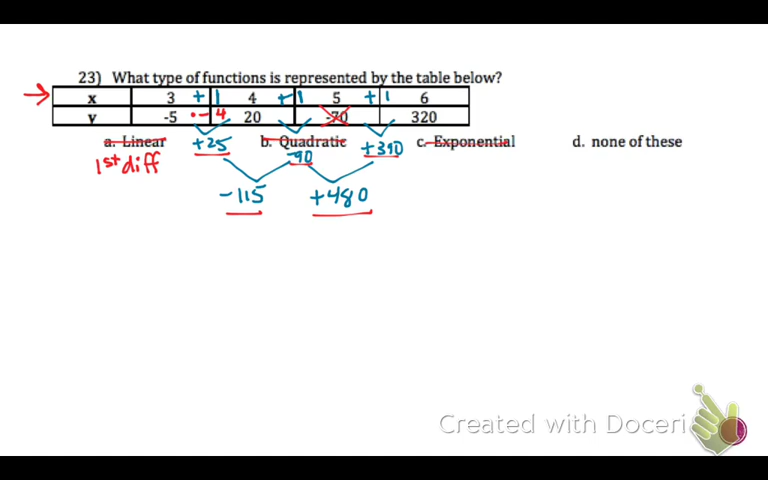 23) What type of functions is represented by the table below?
x 3 +1 4 +1 5 +1 6
y -5 •-4 20 -70 320
a. Linear b. Quadratic c. Exponential d. none of these
1st diff +25 -90 +390
-115 +480
Created with Doceri